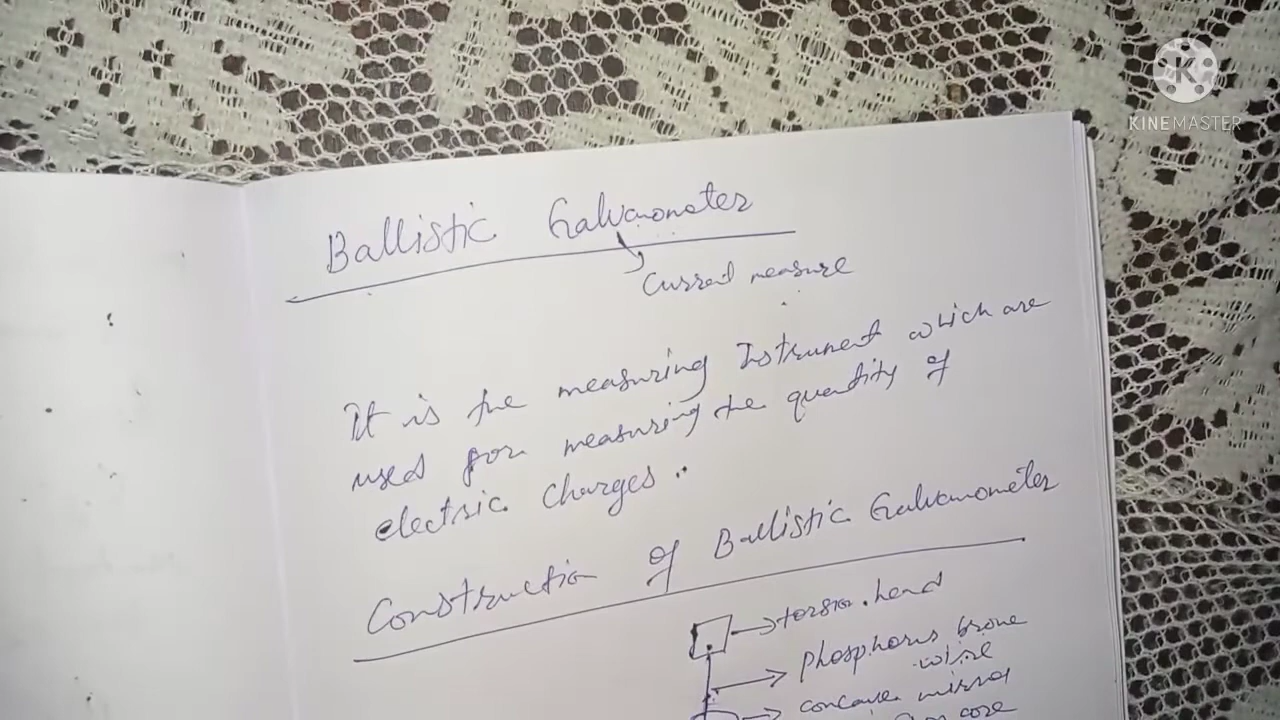 KINEMASTER
Ballistic Galvanometer
Current measure
It is the measuring Instrument which are
used for measuring the quantity of
electric charges.
Construction of Ballistic Galvanometer
torsion head
phosphorus brone
wire
concave mirror
core